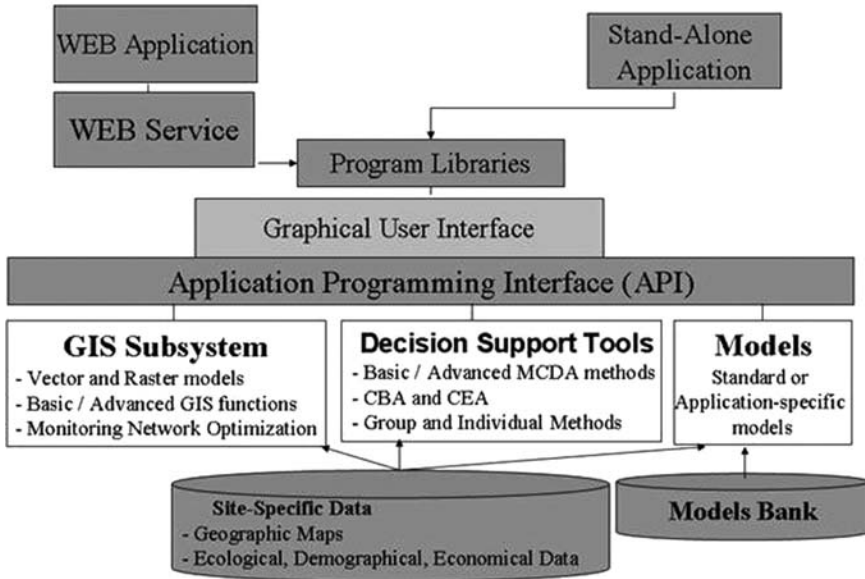 WEB Application
Stand-Alone
Application
WEB Service
Program Libraries
Graphical User Interface
Application Programming Interface (API)
GIS Subsystem
- Vector and Raster models
- Basic / Advanced GIS functions
- Monitoring Network Optimization
Decision Support Tools
- Basic / Advanced MCDA methods
- CBA and CEA
- Group and Individual Methods
Models
Standard or
Application-specific
models
Site-Specific Data
- Geographic Maps
- Ecological, Demographical, Economical Data
Models Bank